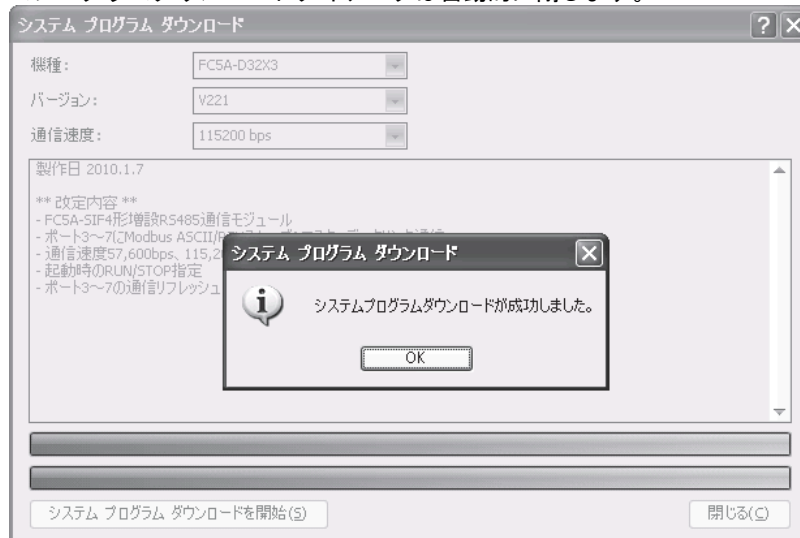 システム プログラム ダウンロード
機種：
FC5A-D32X3
バージョン：
V221
通信速度：
115200 bps
製作日 2010.1.7
** 改定内容 **
- FC5A-SIF4形増設RS485通信モジュール
- ポート3～7にModbus ASCII/R
- 通信速度57,600bps、115,2
- 起動時のRUN/STOP指定
- ポート3～7の通信リフレッシュ
システム プログラム ダウンロード
システムプログラムダウンロードが成功しました。
OK
システム プログラム ダウンロードを開始(S)
閉じる(C)